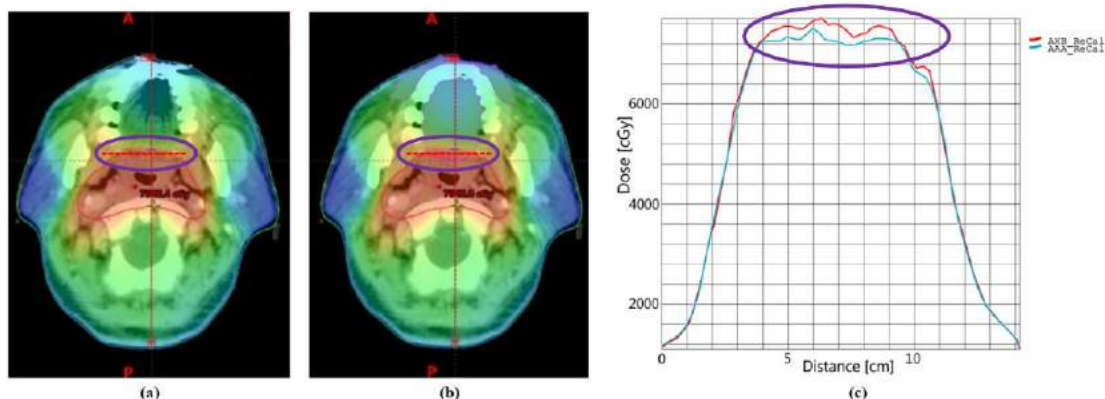 A
A
P
P
(a)
(b)
Dose [cGy]
6000
4000
2000
0
5
10
Distance [cm]
AXB_ReCal
AAA_ReCal
(c)